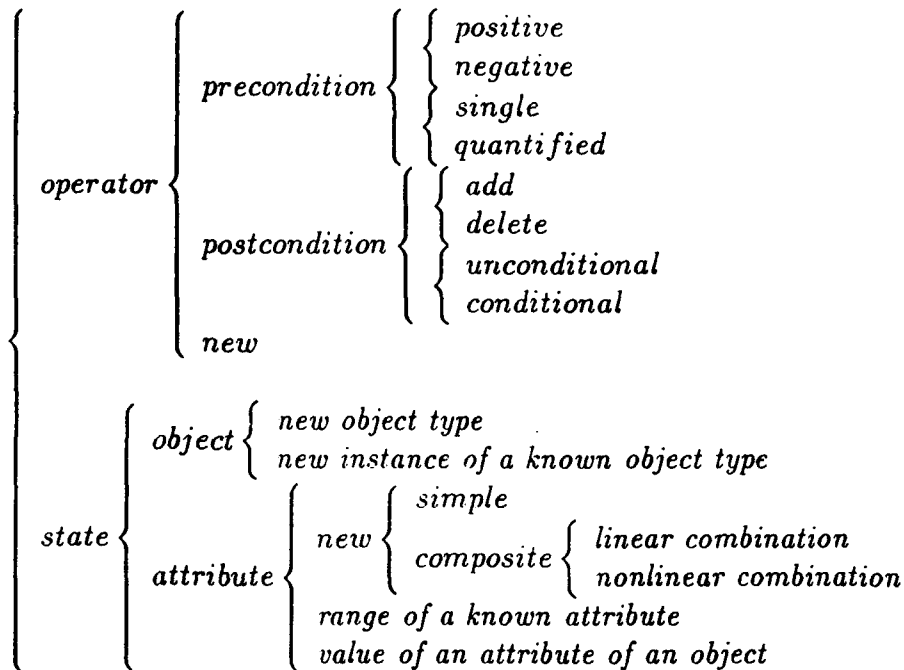 positive
negative
precondition
single
quantified
operator
add
delete
postcondition
unconditional
conditional
new
new object type
object
new instance of a known object type
simple
new
linear combination
state
composite
attribute
nonlinear combination
range of a known attribute
value of an attribute of an object